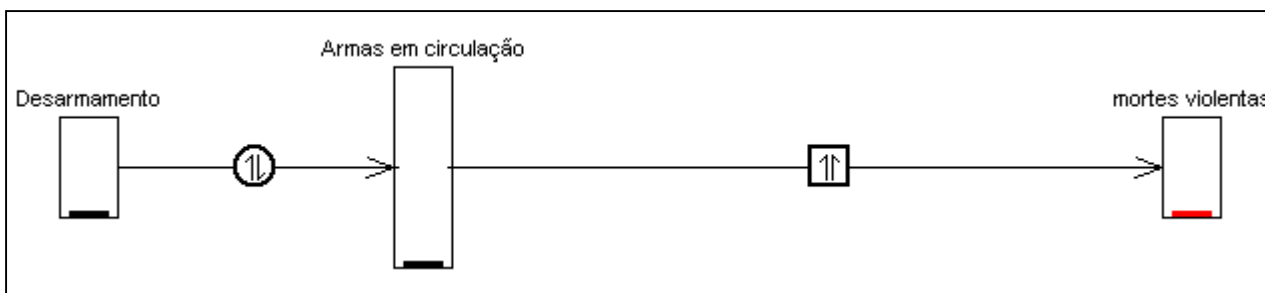 Armas em circulação
Desarmamento
mortes violentas